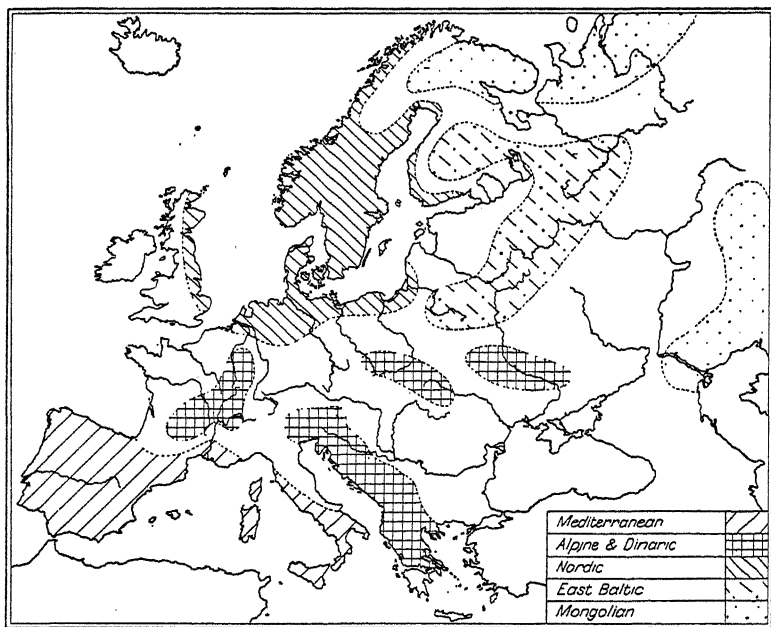 Mediterranean
Alpine & Dinaric
Nordic
East Baltic
Mongolian